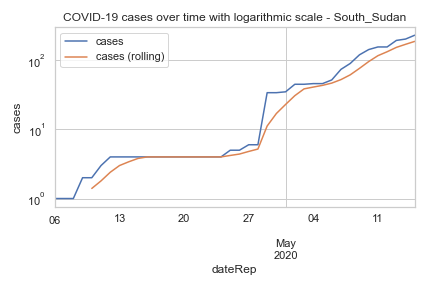 COVID-19 cases over time with logarithmic scale - South_Sudan
cases
cases (rolling)
10²
10¹
10⁰
cases
06
13
20
27
04
11
May
2020
dateRep